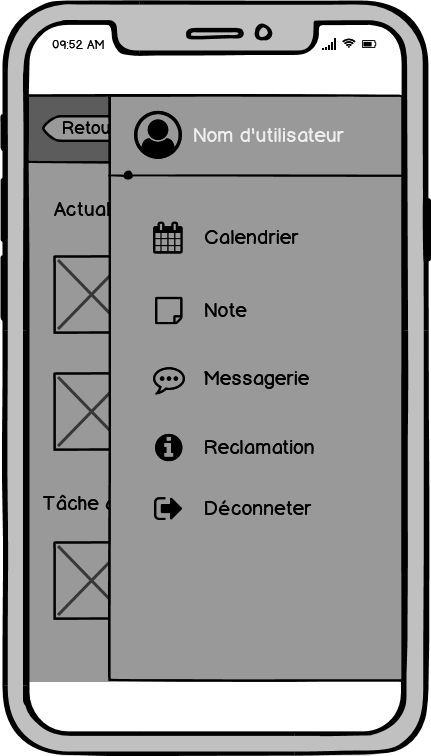 09:52 AM
Retou
Nom d'utilisateur
Actual
Calendrier
Note
Messagerie
Reclamation
Tâche
Déconneter